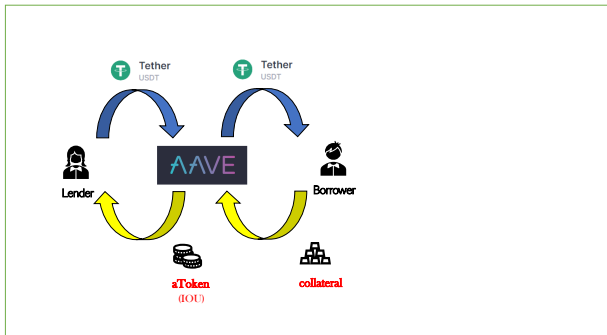 Tether
USDT
Tether
USDT
AAVE
Lender
Borrower
aToken
(IOU)
collateral